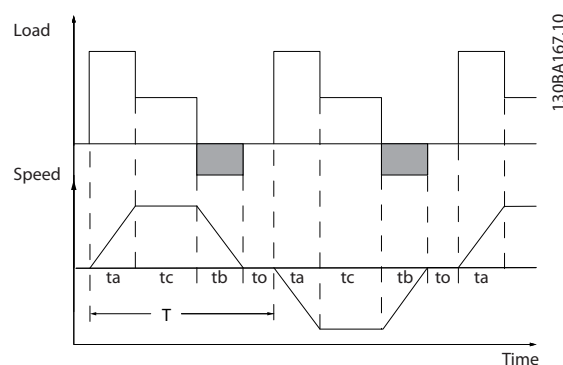 Load
130BA167.10
Speed
ta tc tb to ta tc tb to ta
T
Time